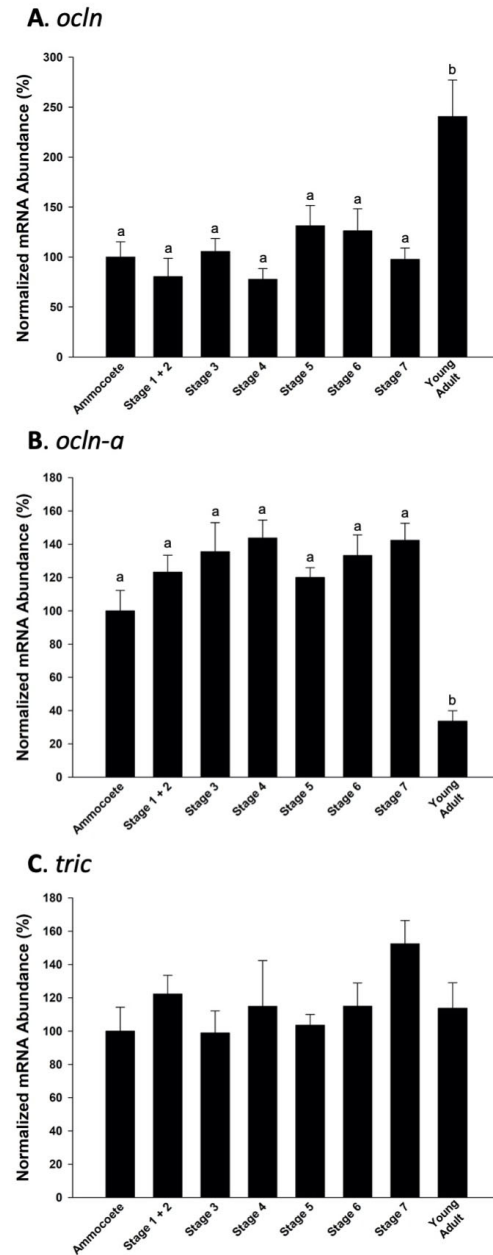 A. ocln
Normalized mRNA Abundance (%)
300
250
200
150
100
50
0
a
a
a
a
a
a
a
b
Ammocoete
Stage 1 + 2
Stage 3
Stage 4
Stage 5
Stage 6
Stage 7
Young
Adult
B. ocln-a
Normalized mRNA Abundance (%)
180
160
140
120
100
80
60
40
20
0
a
a
a
a
a
a
a
b
Ammocoete
Stage 1 + 2
Stage 3
Stage 4
Stage 5
Stage 6
Stage 7
Young
Adult
C. tric
Normalized mRNA Abundance (%)
180
160
140
120
100
80
60
40
20
0
Ammocoete
Stage 1 + 2
Stage 3
Stage 4
Stage 5
Stage 6
Stage 7
Young
Adult